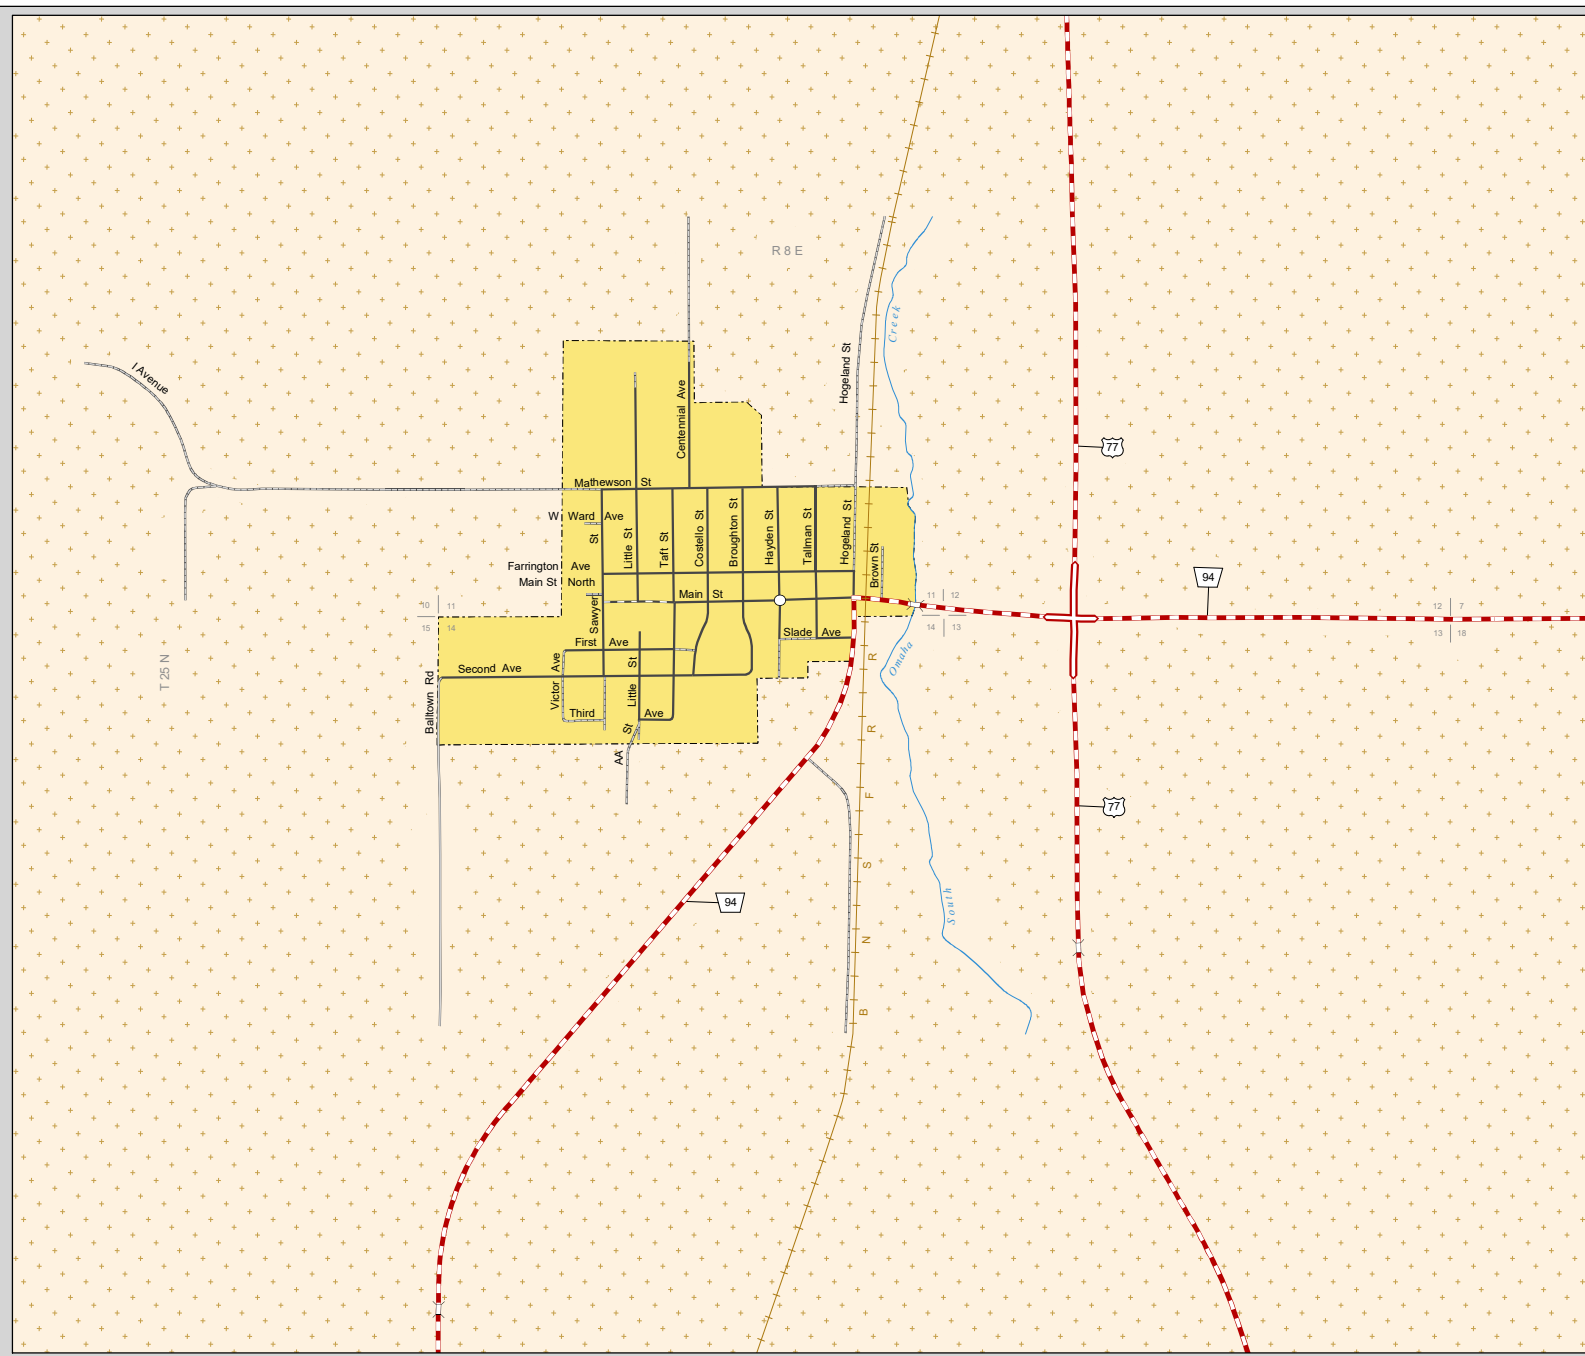 R 8 E
Creek
Hogeland St
I Avenue
Centennial Ave
77
Mathewson St
W Ward Ave
St
Little St
Taft St
Costello St
Broughton St
Hayden St
Tallman St
Hogeland St
Brown St
Farrington Ave
Main St North
94
Main St
Sawyer
10 11
15 14
11 12
14 13
12 7
13 18
First Ave
Slade Ave
T 25 N
Second Ave
Balltown Rd
Victor Ave
Little St
Third Ave
AA St
Omaha
R
R
F
S
N
B
77
South
94